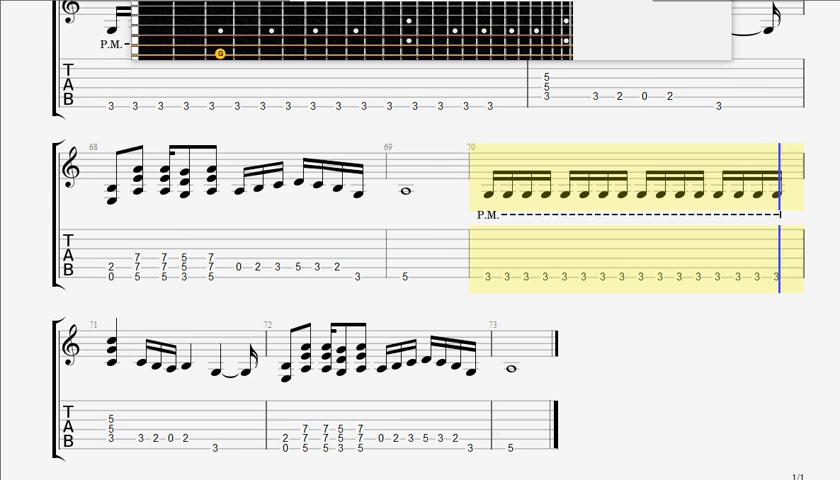 P.M.
G
T
A
B
5
5
3 3 2 0 2
3 3 3 3 3 3 3 3 3 3 3 3 3 3 3 3 3
68 69 70
P.M.
T
A
B
7 7 5 7
2 7 7 5 7 0 2 3 5 3 2
0 5 5 3 5 3 5 3 3 3 3 3 3 3 3 3 3 3 3 3 3 3 3
71 72 73
T
A
B
5
5 7 7 5 7
3 3 2 0 2 2 7 7 5 7 0 2 3 5 3 2
3 0 5 5 3 5 3 5
1/1